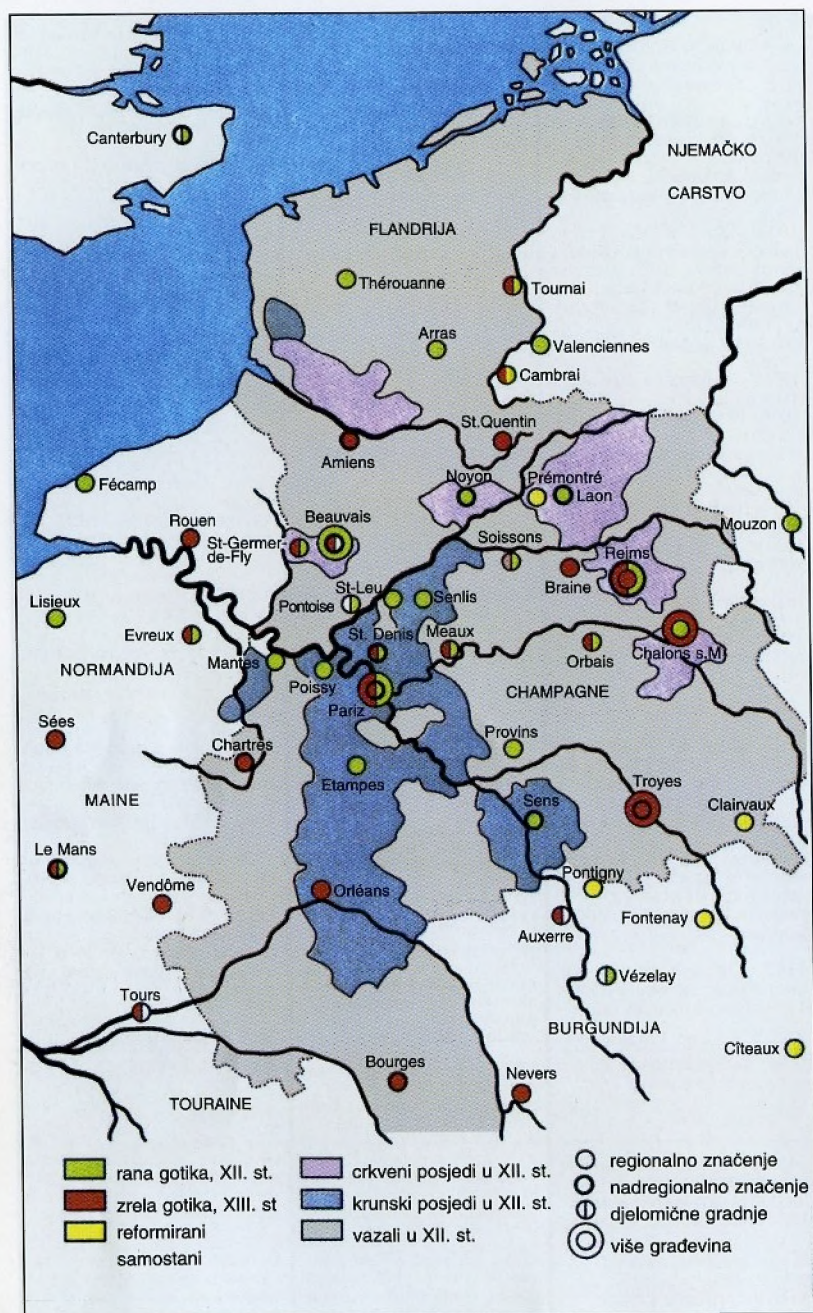 Canterbury
NJEMAČKO
CARSTVO
FLANDRIJA
Thérouanne
Tournai
Arras
Valenciennes
Cambrai
St.Quentin
Amiens
Fécamp
Noyon
Prémontré
Laon
Rouen
Beauvais
St-Germer-
de-Fly
Soissons
Mouzon
Reims
Braine
Lisieux
St-Leu
Senlis
Pontoise
Evreux
St. Denis
Meaux
Orbais
Chalons s.M.
NORMANDIJA
Mantes
Poissy
Pariz
CHAMPAGNE
Sées
Chartres
Provins
Etampes
MAINE
Sens
Troyes
Clairvaux
Le Mans
Vendôme
Orléans
Pontigny
Auxerre
Fontenay
Vézelay
Tours
BURGUNDIJA
Cîteaux
Bourges
Nevers
TOURAINE
rana gotika, XII. st.
zrela gotika, XIII. st
reformirani
samostani
crkveni posjedi u XII. st.
krunski posjedi u XII. st.
vazali u XII. st.
regionalno značenje
nadregionalno značenje
djelomične gradnje
više građevina